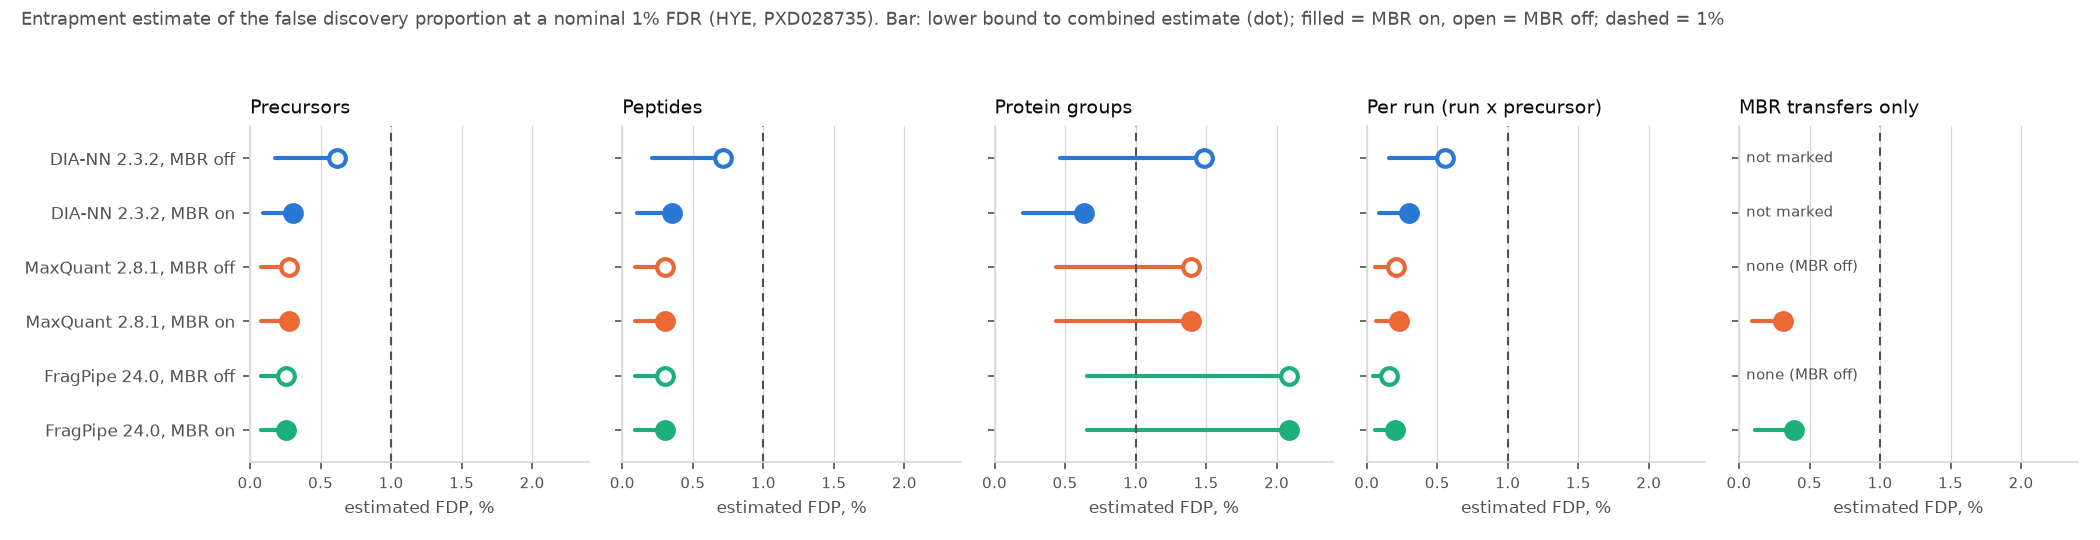 Entrapment estimate of the false discovery proportion at a nominal 1% FDR (HYE, PXD028735). Bar: lower bound to combined estimate (dot); filled = MBR on, open = MBR off; dashed = 1%
Precursors
Peptides
Protein groups
Per run (run x precursor)
MBR transfers only
DIA-NN 2.3.2, MBR off
not marked
DIA-NN 2.3.2, MBR on
not marked
MaxQuant 2.8.1, MBR off
none (MBR off)
MaxQuant 2.8.1, MBR on
FragPipe 24.0, MBR off
none (MBR off)
FragPipe 24.0, MBR on
0.0 0.5 1.0 1.5 2.0
0.0 0.5 1.0 1.5 2.0
0.0 0.5 1.0 1.5 2.0
0.0 0.5 1.0 1.5 2.0
0.0 0.5 1.0 1.5 2.0
estimated FDP, %
estimated FDP, %
estimated FDP, %
estimated FDP, %
estimated FDP, %